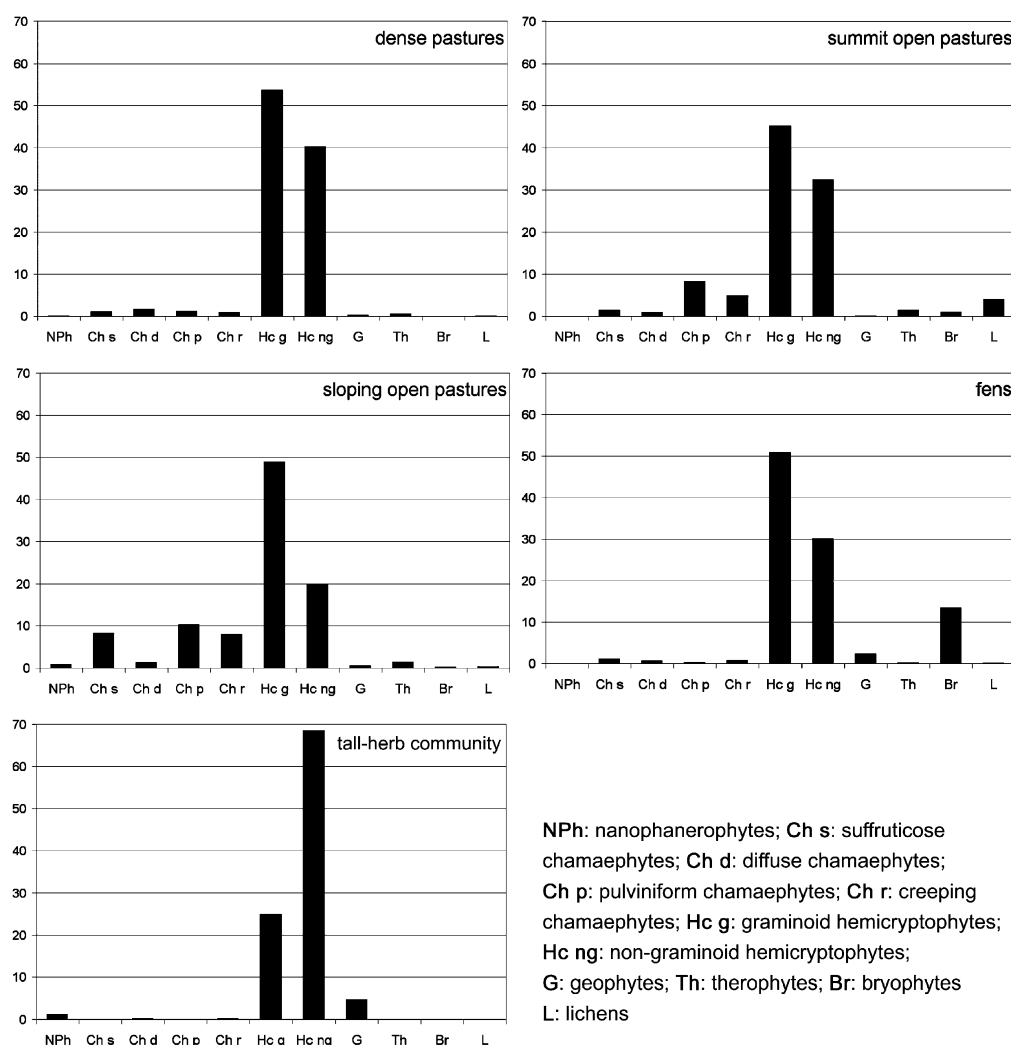 dense pastures
70
60
50
40
30
20
10
0
NPh Ch s Ch d Ch p Ch r Hc g Hc ng G Th Br L
summit open pastures
70
60
50
40
30
20
10
0
NPh Ch s Ch d Ch p Ch r Hc g Hc ng G Th Br L
sloping open pastures
70
60
50
40
30
20
10
0
NPh Ch s Ch d Ch p Ch r Hc g Hc ng G Th Br L
fens
70
60
50
40
30
20
10
0
NPh Ch s Ch d Ch p Ch r Hc g Hc ng G Th Br L
tall-herb community
70
60
50
40
30
20
10
0
NPh Ch s Ch d Ch p Ch r Hc g Hc ng G Th Br L
NPh: nanophanerophytes; Ch s: suffruticose
chamaephytes; Ch d: diffuse chamaephytes;
Ch p: pulviniform chamaephytes; Ch r: creeping
chamaephytes; Hc g: graminoid hemicryptophytes;
Hc ng: non-graminoid hemicryptophytes;
G: geophytes; Th: therophytes; Br: bryophytes
L: lichens